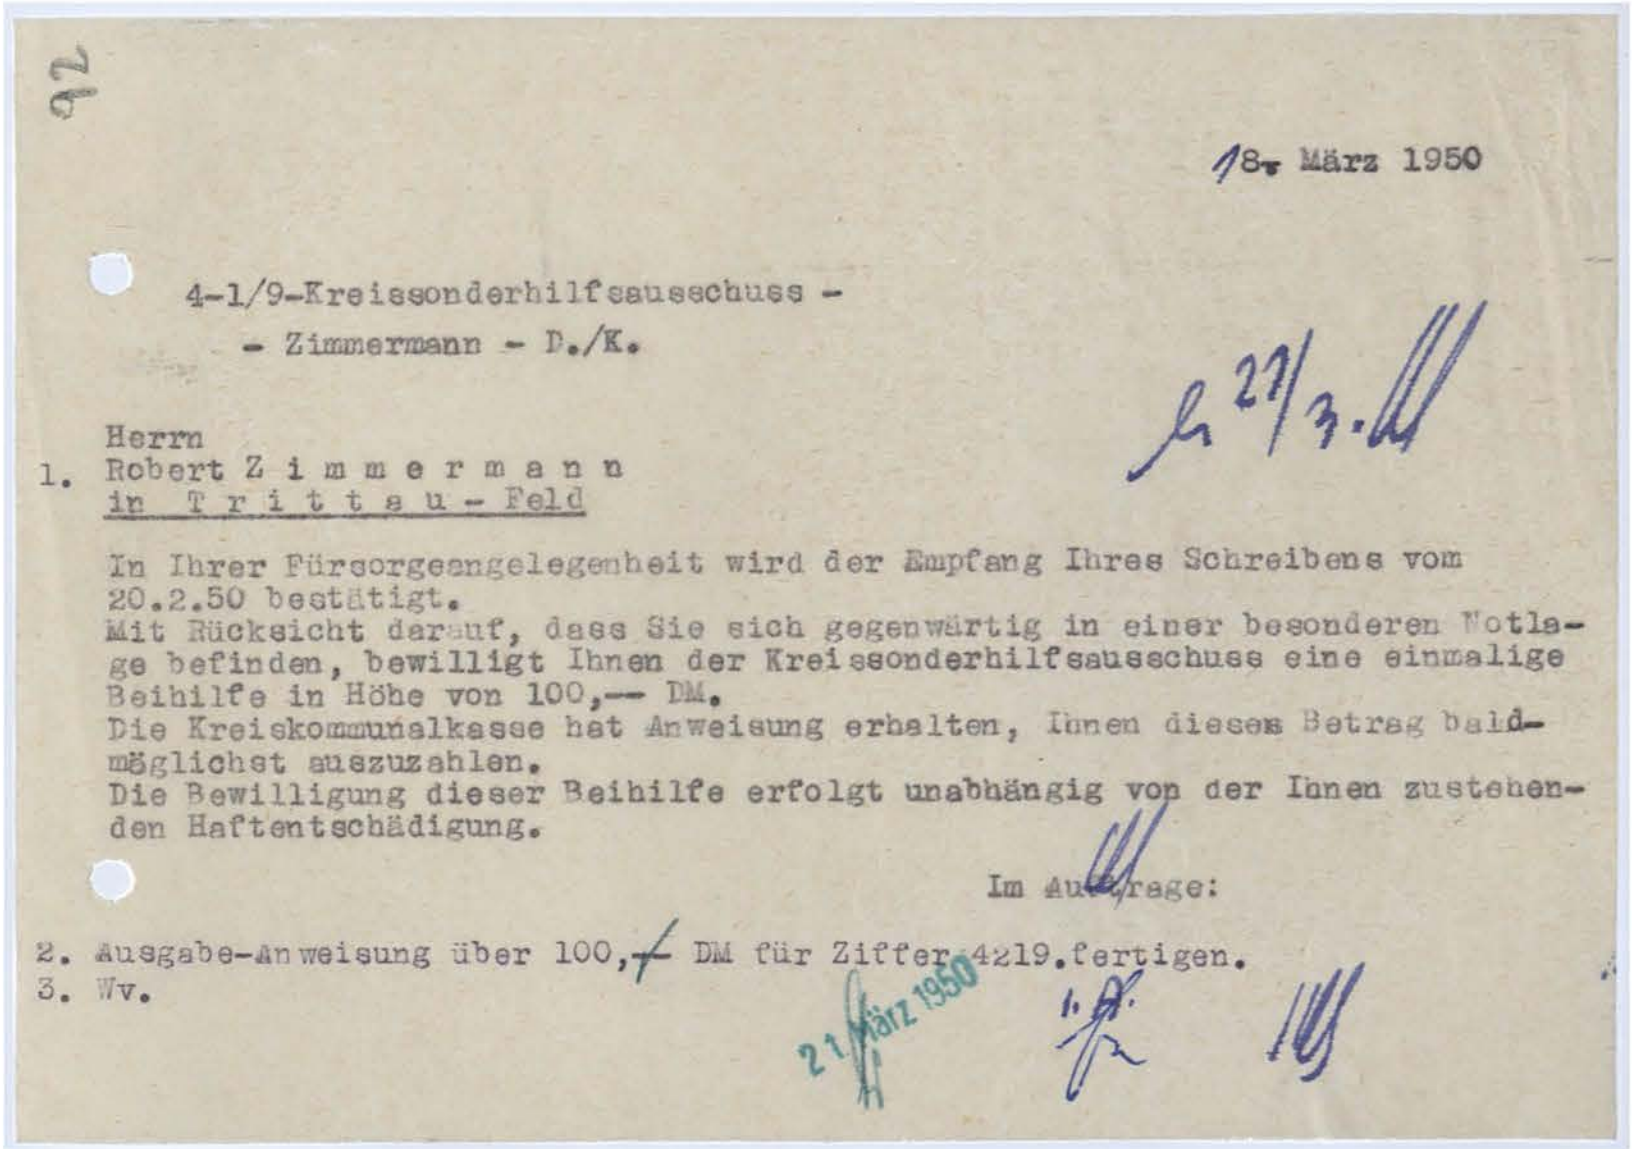 92
18. März 1950
4-1/9-Kreissonderhilfsausschuss -
- Zimmermann - D./K.
21/3.
Herrn
1. Robert Z i m m e r m a n n
in T r i t t a u - Feld
In Ihrer Fürsorgeangelegenheit wird der Empfang Ihres Schreibens vom
20.2.50 bestätigt.
Mit Rücksicht darauf, dass Sie sich gegenwärtig in einer besonderen Notla-
ge befinden, bewilligt Ihnen der Kreissonderhilfsausschuss eine einmalige
Beihilfe in Höhe von 100,-- DM.
Die Kreiskommunalkasse hat Anweisung erhalten, Ihnen diesen Betrag bald-
möglichst auszuzahlen.
Die Bewilligung dieser Beihilfe erfolgt unabhängig von der Ihnen zustehen-
den Haftentschädigung.
Im Auftrage:
2. Ausgabe-Anweisung über 100,-- DM für Ziffer 4219.fertigen.
3. Wv.
21. März 1950